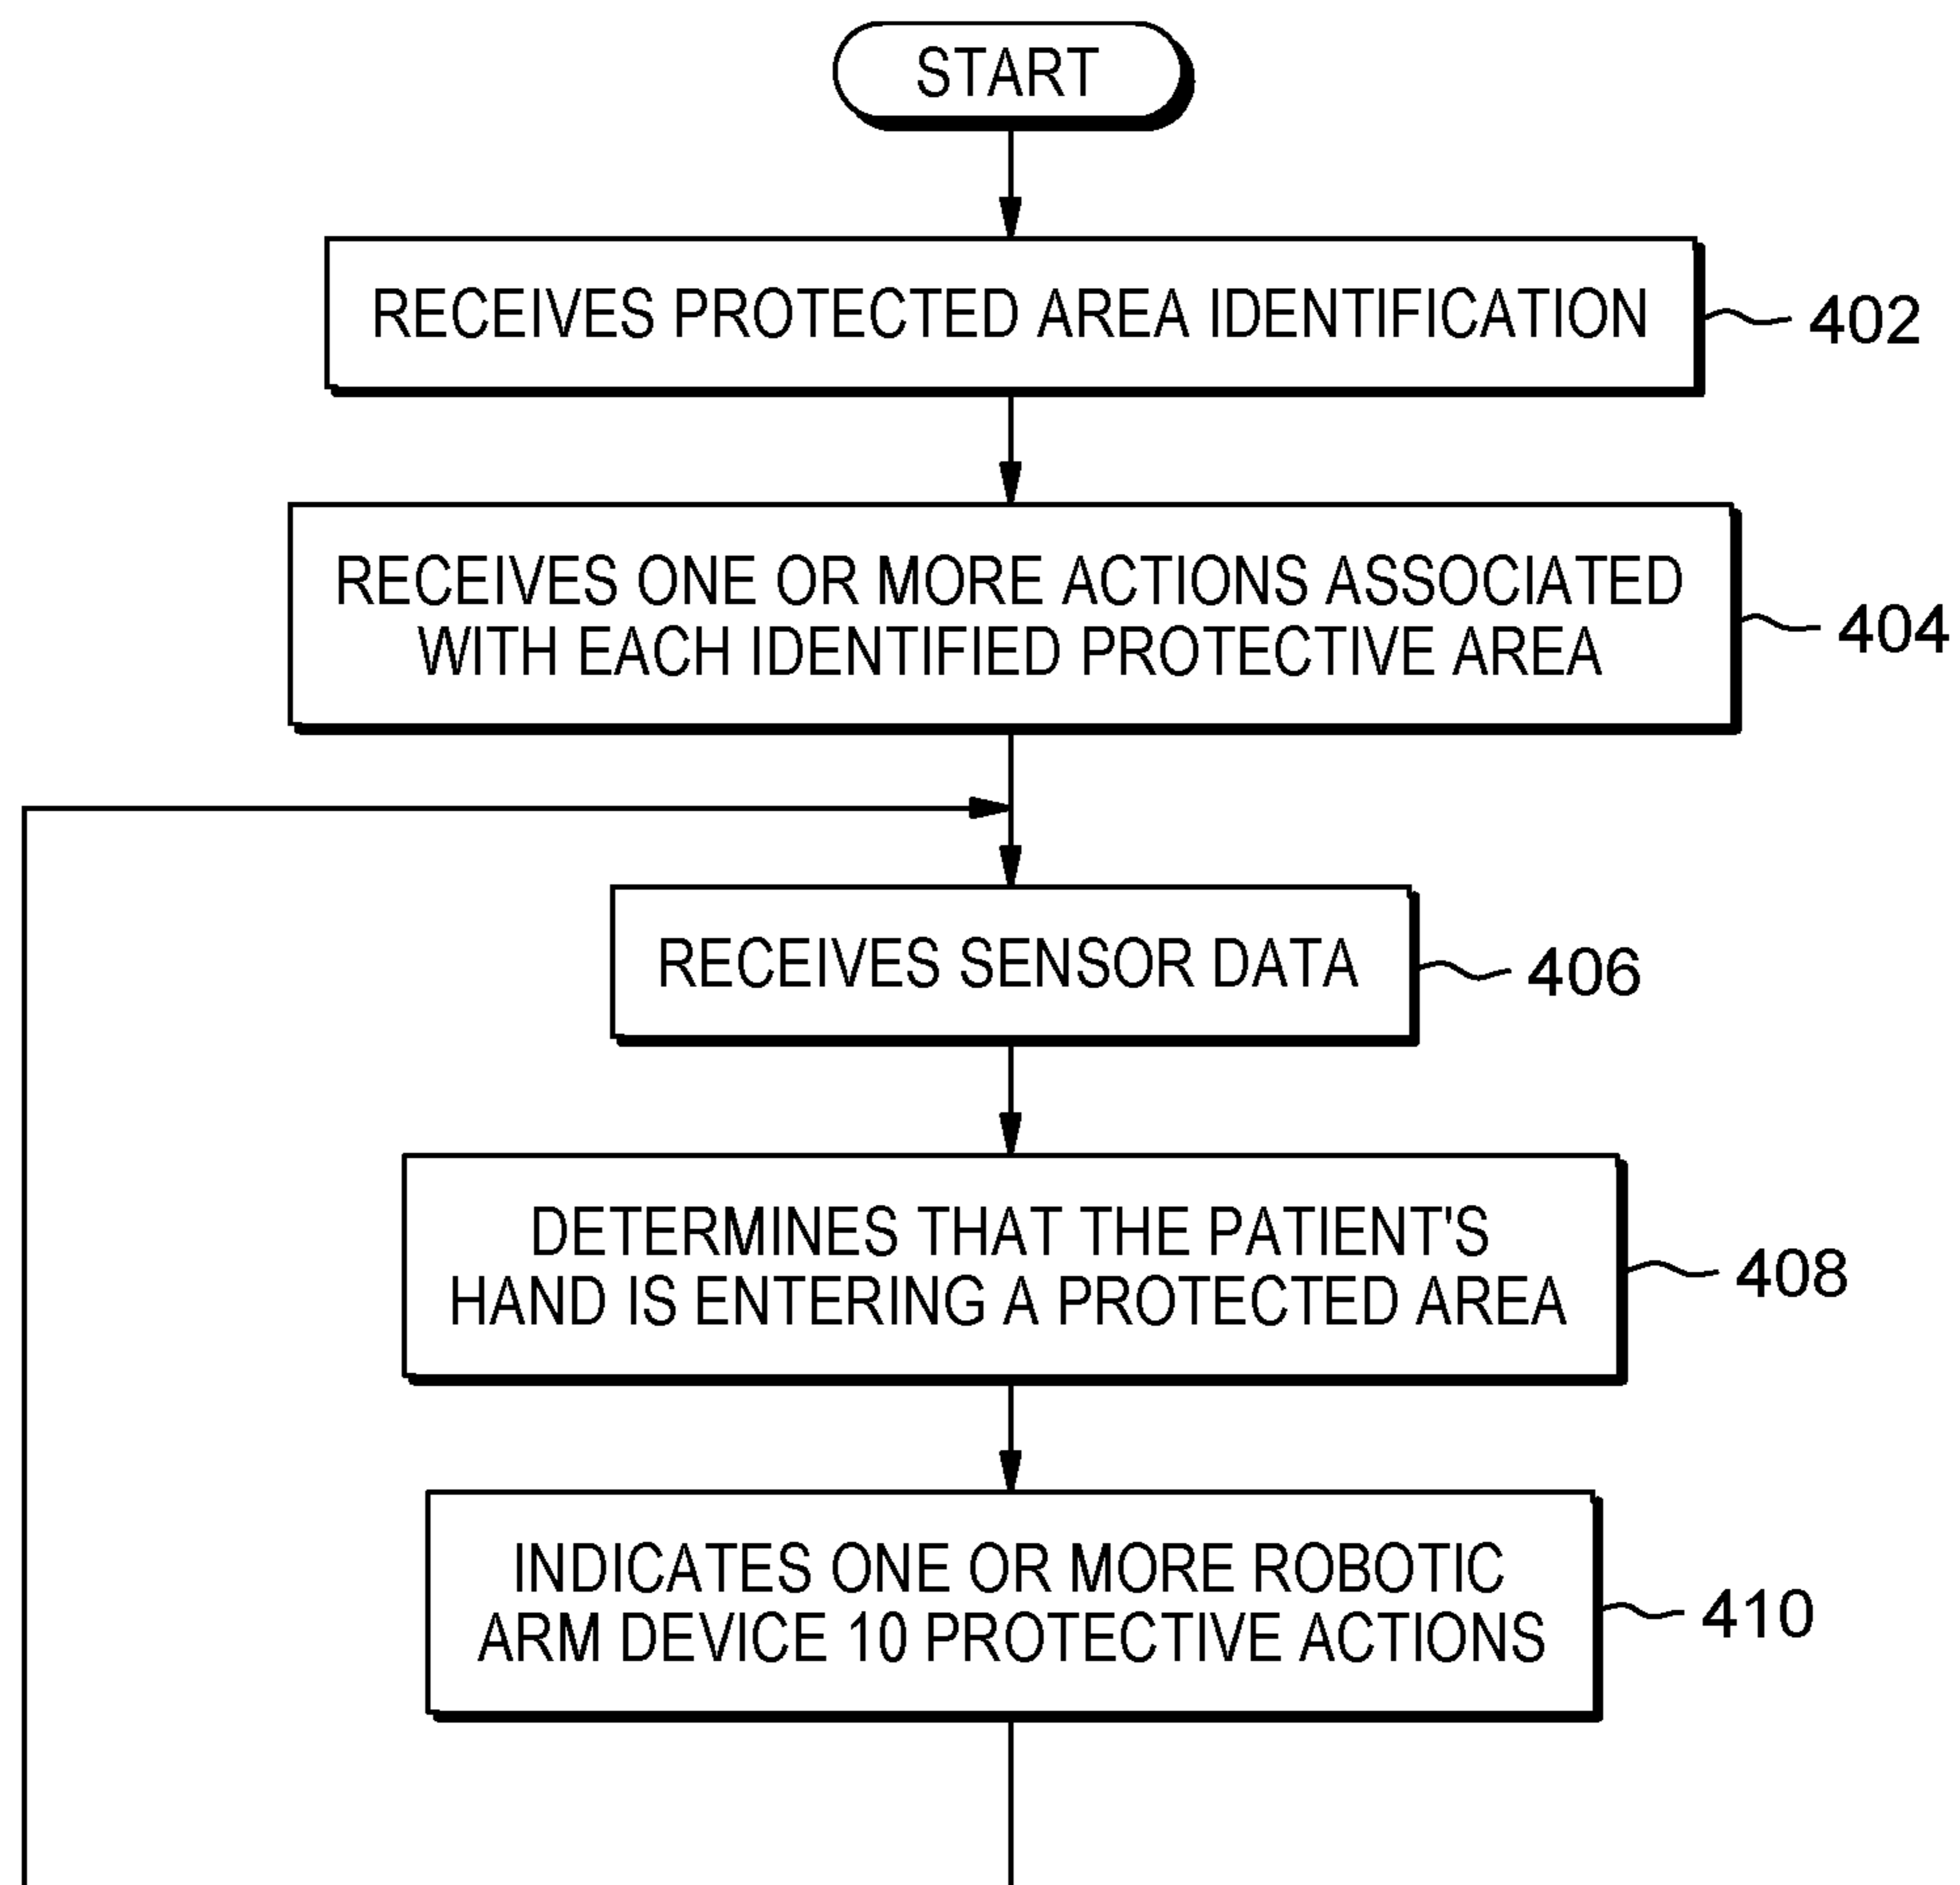 START
RECEIVES PROTECTED AREA IDENTIFICATION
402
RECEIVES ONE OR MORE ACTIONS ASSOCIATED
WITH EACH IDENTIFIED PROTECTIVE AREA
404
RECEIVES SENSOR DATA
406
DETERMINES THAT THE PATIENT'S
HAND IS ENTERING A PROTECTED AREA
408
INDICATES ONE OR MORE ROBOTIC
ARM DEVICE 10 PROTECTIVE ACTIONS
410